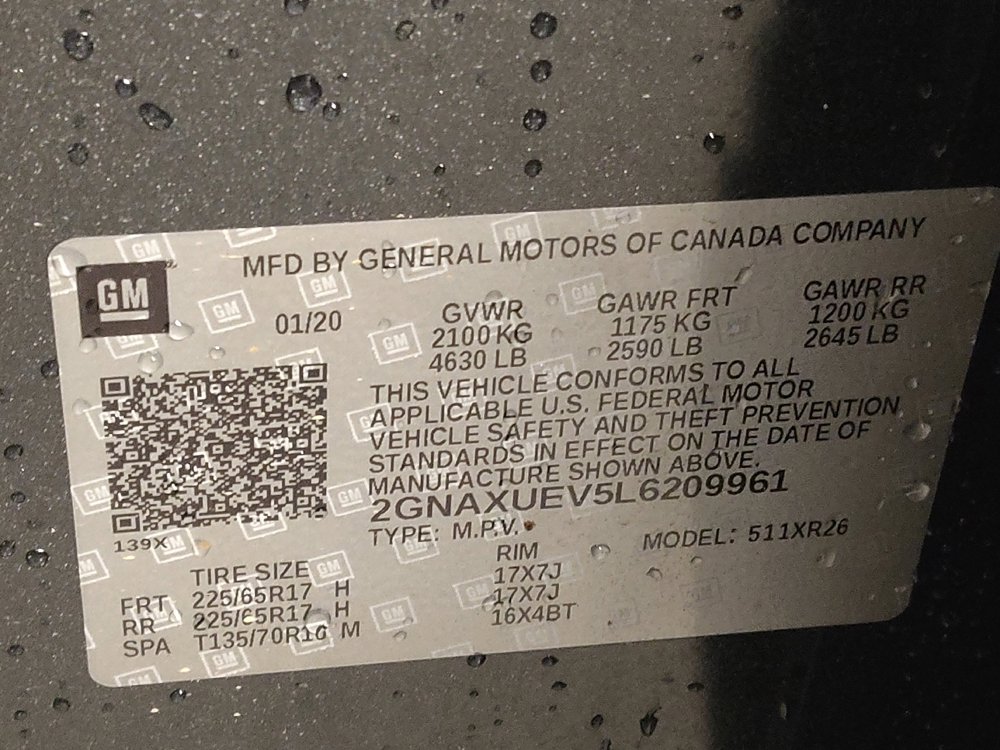 GM
MFD BY GENERAL MOTORS OF CANADA COMPANY
01/20
GVWR GAWR FRT GAWR RR
2100 KG 1175 KG 1200 KG
4630 LB 2590 LB 2645 LB
THIS VEHICLE CONFORMS TO ALL
APPLICABLE U.S. FEDERAL MOTOR
VEHICLE SAFETY AND THEFT PREVENTION
STANDARDS IN EFFECT ON THE DATE OF
MANUFACTURE SHOWN ABOVE.
2GNAXUEV5L6209961
139X
TYPE: M.P.V. MODEL: 511XR26
TIRE SIZE RIM
FRT 225/65R17 H 17X7J
RR 225/65R17 H 17X7J
SPA T135/70R16 M 16X4BT